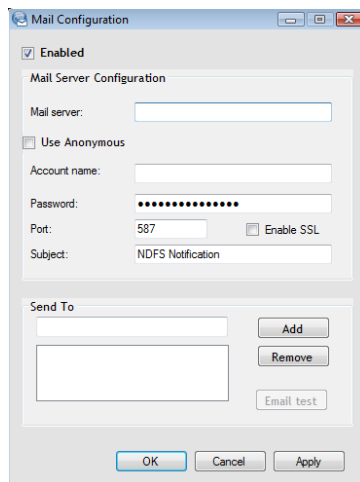 Mail Configuration
Enabled
Mail Server Configuration
Mail server:
Use Anonymous
Account name:
Password: •••••••••••••••
Port: 587 Enable SSL
Subject: NDFS Notification
Send To
Add
Remove
Email test
OK Cancel Apply